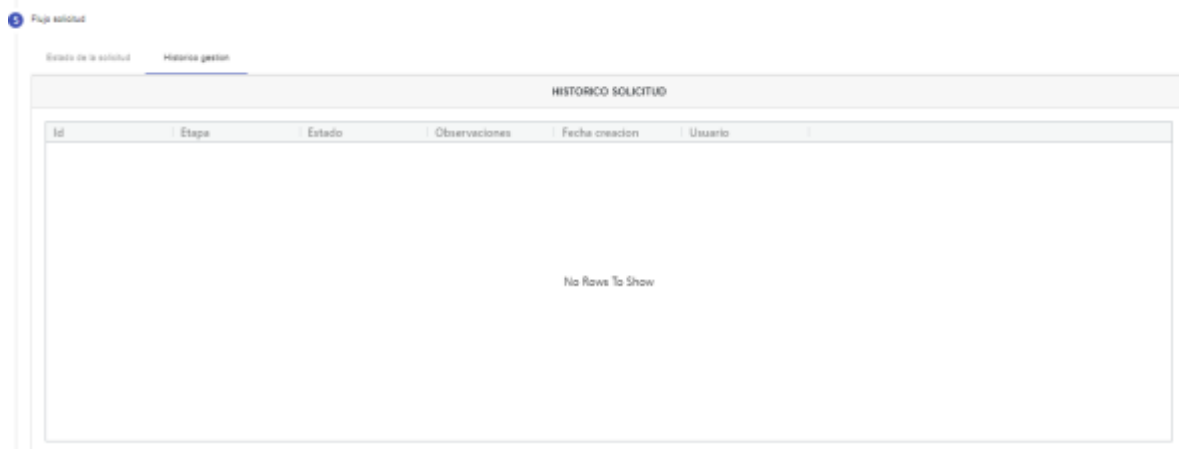 5 Flujo solicitud
Estado de la solicitud Historico gestion
HISTORICO SOLICITUD
Id Etapa Estado Observaciones Fecha creacion Usuario
No Rows To Show